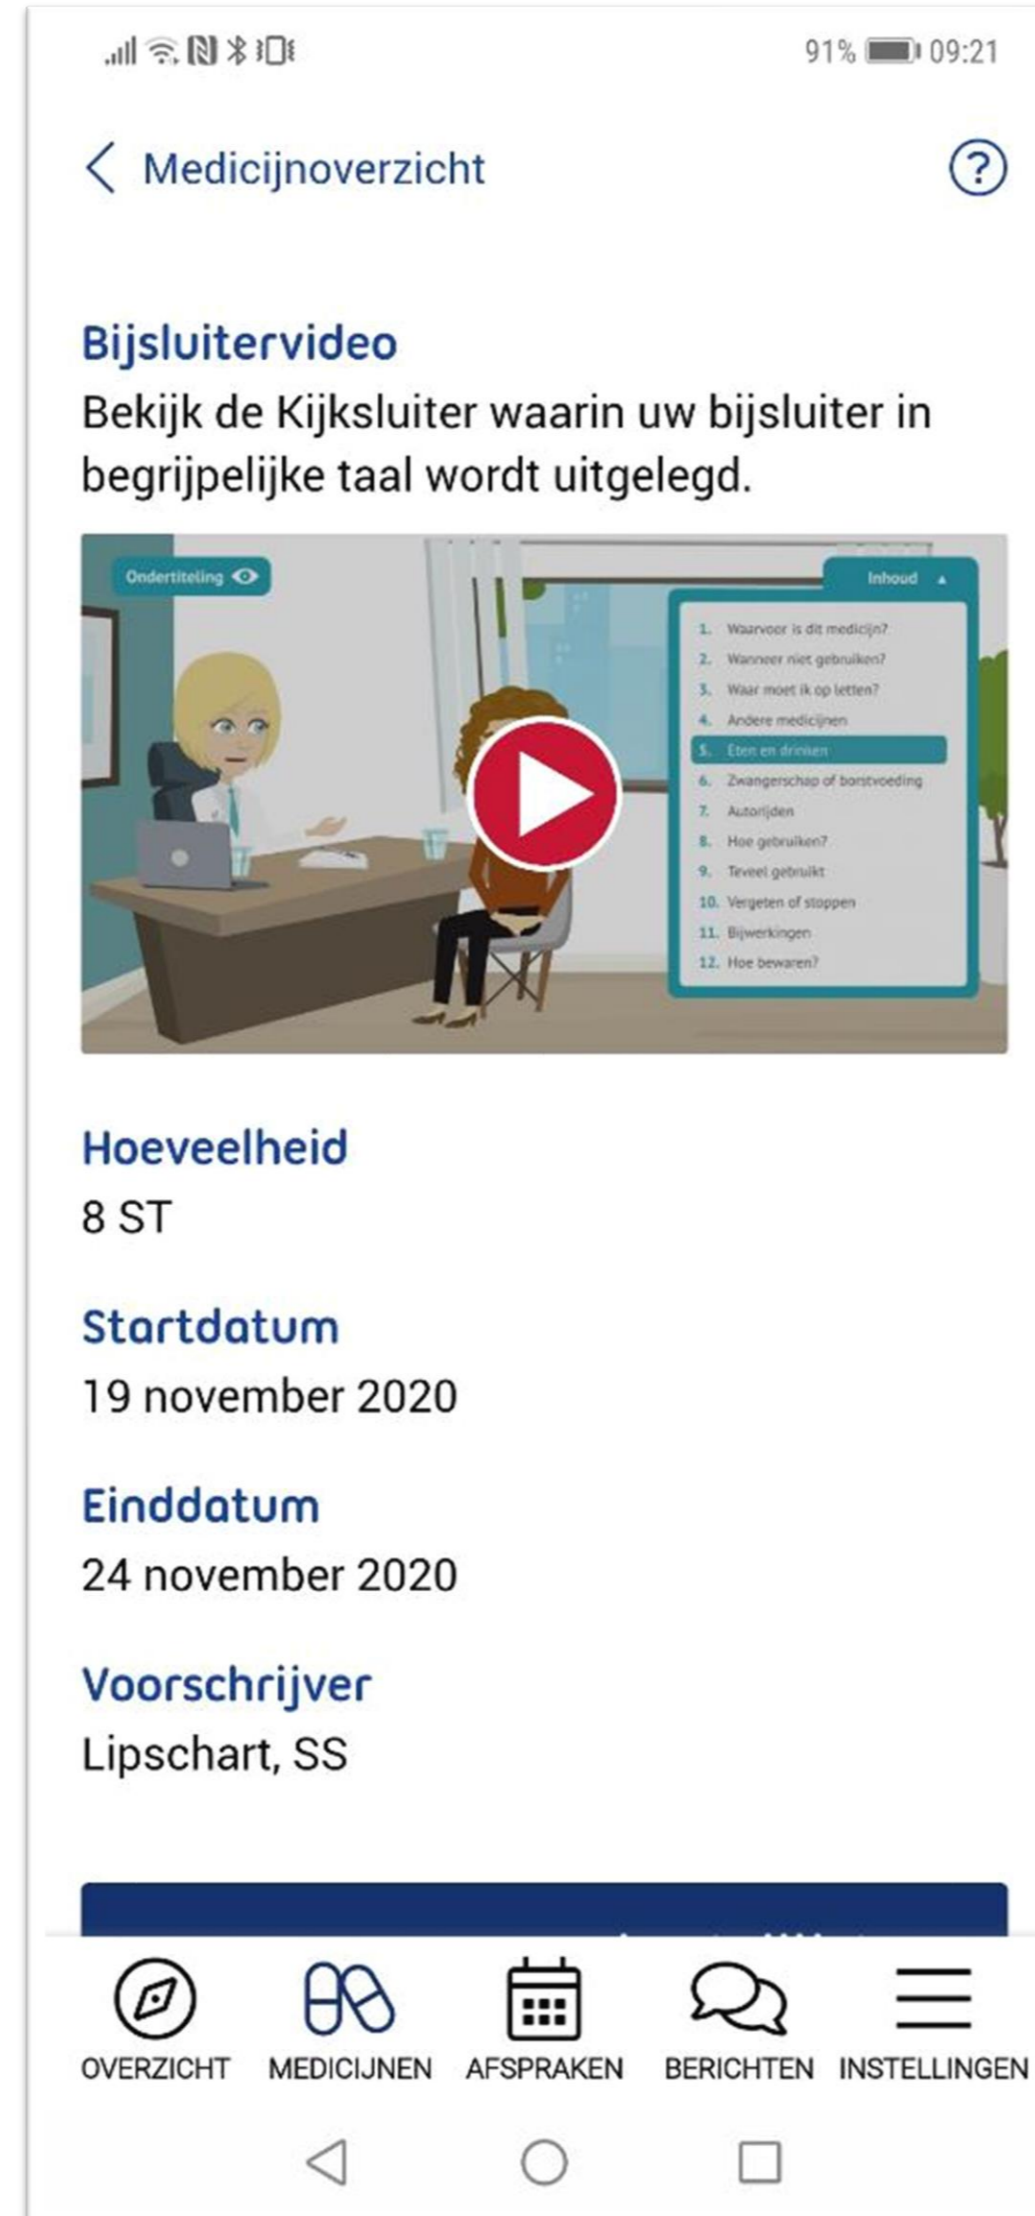 91% 09:21
Medicijnoverzicht
?
Bijsluitervideo
Bekijk de Kijksluiter waarin uw bijsluiter in
begrijpelijke taal wordt uitgelegd.
Ondertiteling
Inhoud
1. Waarvoor is dit medicijn?
2. Wanneer niet gebruiken?
3. Waar moet ik op letten?
4. Andere medicijnen
5. Eten en drinken
6. Zwangerschap of borstvoeding
7. Autorijden
8. Hoe gebruiken?
9. Teveel gebruikt
10. Vergeten of stoppen
11. Bijwerkingen
12. Hoe bewaren?
Hoeveelheid
8 ST
Startdatum
19 november 2020
Einddatum
24 november 2020
Voorschrijver
Lipschart, SS
OVERZICHT MEDICIJNEN AFSPRAKEN BERICHTEN INSTELLINGEN